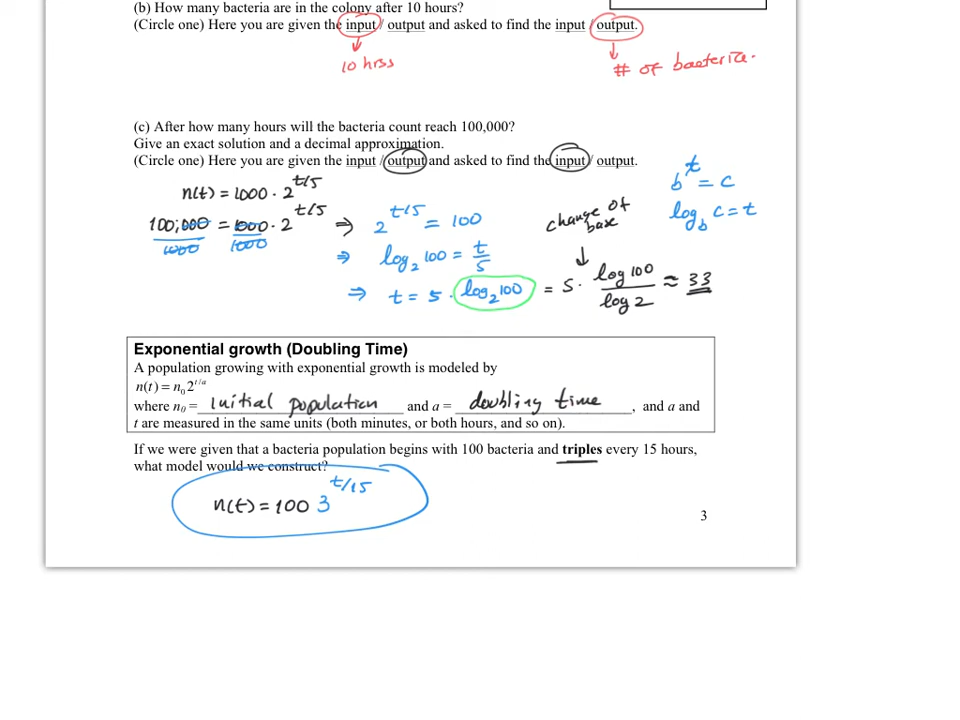 (b) How many bacteria are in the colony after 10 hours?
(Circle one) Here you are given the input / output and asked to find the input / output.
10 hrss
# of bacteria.
(c) After how many hours will the bacteria count reach 100,000?
Give an exact solution and a decimal approximation.
(Circle one) Here you are given the input / output and asked to find the input / output.
n(t) = 1000 · 2^{t/5}
b^t = c
100,000 = 1000 · 2^{t/5} ⇒ 2^{t/5} = 100
1000 1000
change of base
log_b c = t
⇒ log_2 100 = t/5
⇒ t = 5 · log_2 100 = 5 · log 100 / log 2 ≈ 33
Exponential growth (Doubling Time)
A population growing with exponential growth is modeled by
n(t) = n_0 2^{t/a}
where n_0 = initial population and a = doubling time, and a and
t are measured in the same units (both minutes, or both hours, and so on).
If we were given that a bacteria population begins with 100 bacteria and triples every 15 hours,
what model would we construct?
n(t) = 100 3^{t/15}
3